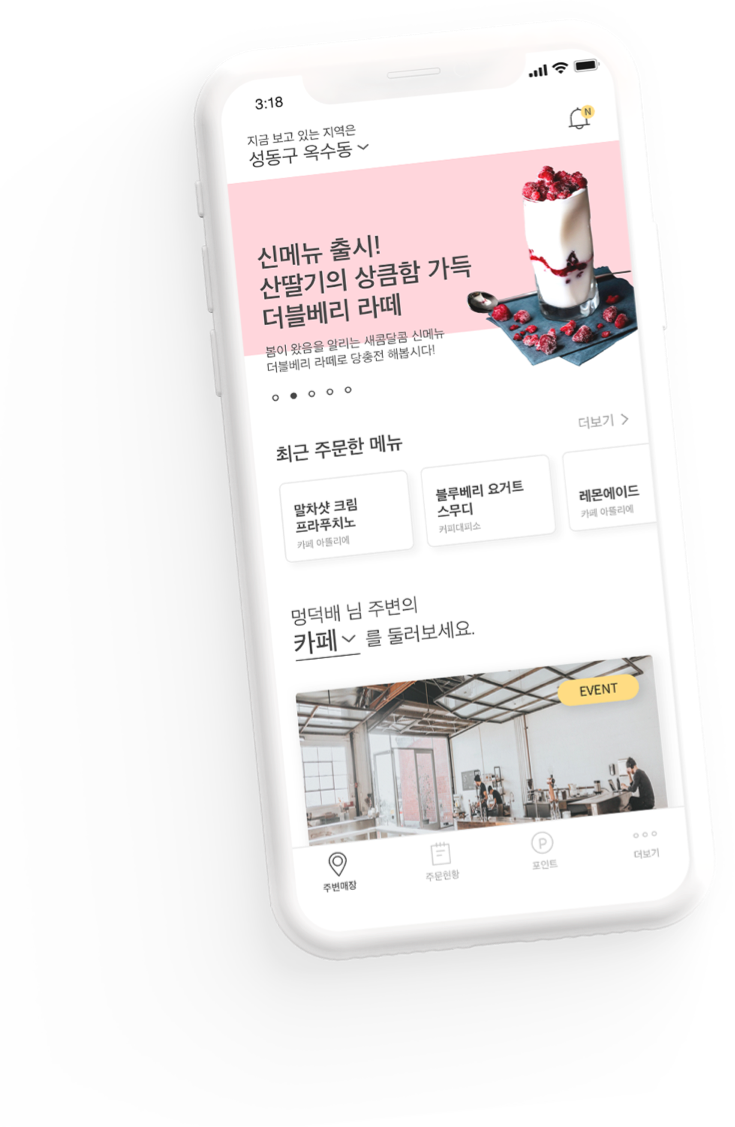 3:18
N
지금 보고 있는 지역은
성동구 옥수동
신메뉴 출시!
산딸기의 상큼함 가득
더블베리 라떼
봄이 왔음을 알리는 새콤달콤 신메뉴
더블베리 라떼로 당충전 해봅시다!
최근 주문한 메뉴
더보기
말차샷 크림
프라푸치노
카페 아뜰리에
블루베리 요거트
스무디
커피대피소
레몬에이드
카페 아뜰리에
멍덕배 님 주변의
카페 를 둘러보세요.
EVENT
주변매장
주문현황
P
포인트
더보기